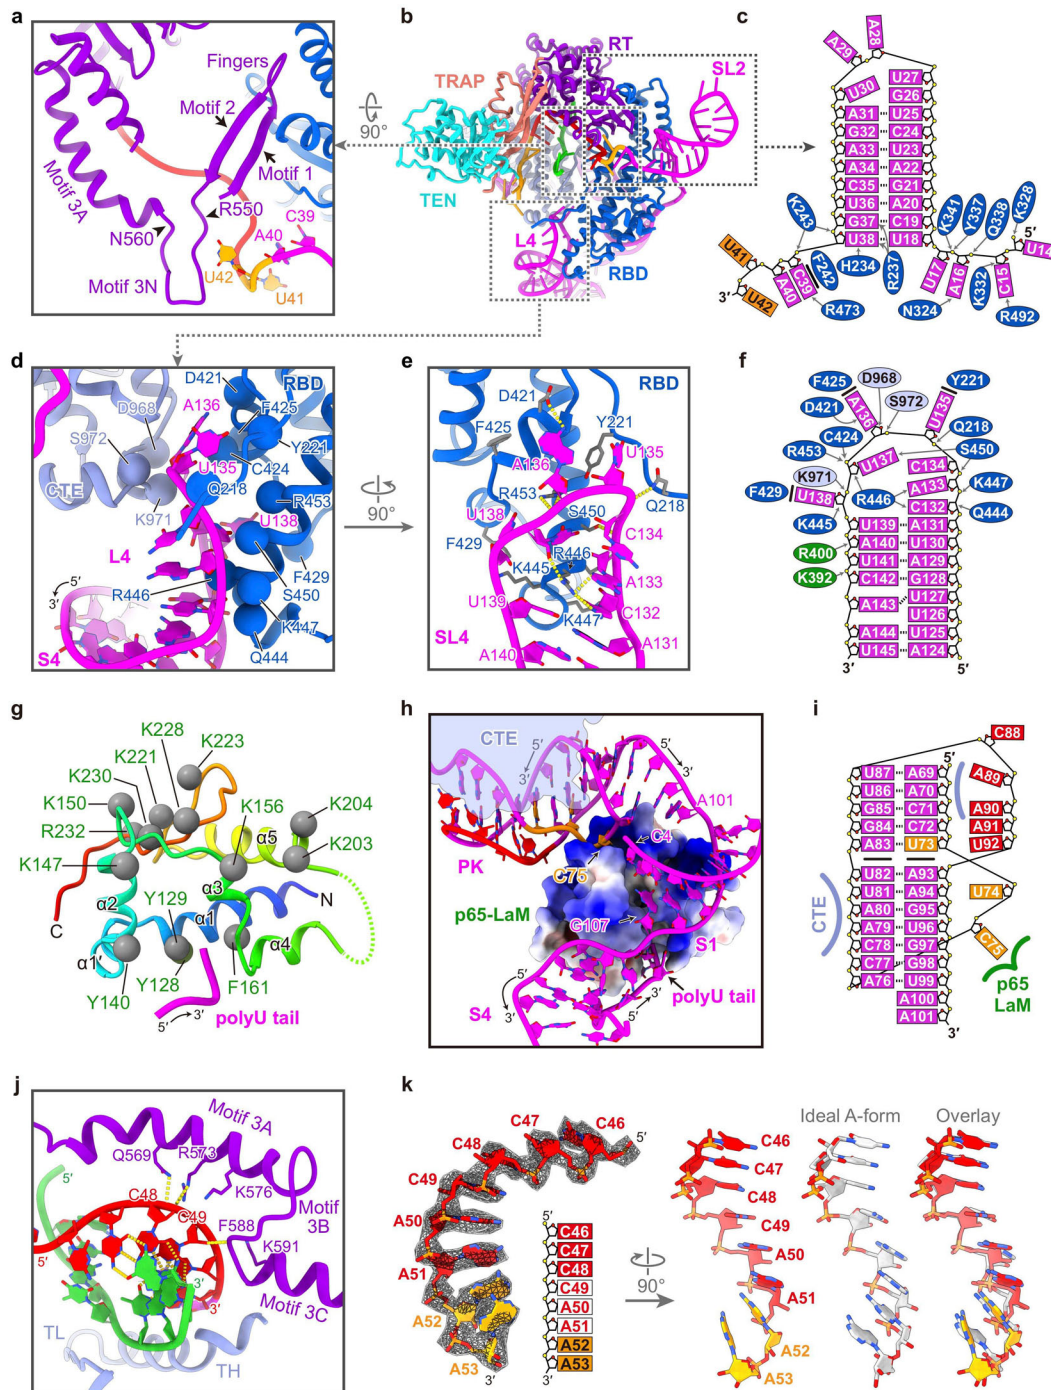 a
Fingers
Motif 2
Motif 1
Motif 3A
R550
N560
C39
A40
U42
U41
Motif 3N
90°
b
RT
SL2
TRAP
TEN
L4
RBD
c
A28
A29
U27
U30
G26
A31 U25
G32 C24
A33 U23
A34 A22
C35 G21
U36 A20
G37 C19
U38 U18
K243
K341
Y337
Q38
K328
5′
U14
U41
F242
H234
R237
U17
A16
K332
C15
C39
A40
U42
3′
R473
N324
R492
d
D421
RBD
A136
F425
D968
S972
Y221
U135
C424
CTE
Q218
R453
K971
U138
L4
F429
R446
S450
K447
5′
3′
S4
Q444
90°
e
RBD
D421
F425
Y221
A136
U135
R453
Q218
U138
S450
C134
F429
R446
K445
A133
U139
C132
K447
SL4
A131
A140
f
F425
D968
Y221
D421
A136
S972
U135
C424
Q218
R453
U137
S450
K971
C134
F429
U138
A133
K447
R446
C132
K445
Q444
U139 A131
R400
A140 U130
U141 A129
K392
C142 G128
A143 U127
U126
A144 U125
U145 A124
3′ 5′
g
K228
K223
K221
K230
K150
K156
K204
R232
K203
α5
K147
α3
N
α2
Y129
α1
C
α4
α1′
Y140
Y128
F161
3′
5′
polyU tail
h
CTE
5′
3′
5′
3′
A101
C4
PK
C75
p65-LaM
G107
S1
5′
3′
S4
5′
3′
polyU tail
i
C88
U87 A69
A89
U86 A70
G85 C71
A90
G84 C72
A91
A83 U73
U92
U82 A93
U81 A94
U74
CTE
A80 G95
A79 U96
C75
C78 G97
C77 G98
A76 U99
p65
LaM
A100
A101
3′
j
Motif 3A
R573
Q569
5′
K576
C48
Motif
3B
C49
F588
K591
5′
3′
3′
Motif 3C
TL
TH
k
C47 C46
5′
C48
C49
A50
5′
C46
C47
A51
C48
C49
A50
A52
A51
A52
A53
A53
3′
3′
90°
Ideal A-form
Overlay
C46
C47
C48
C49
A50
A51
A52
A53